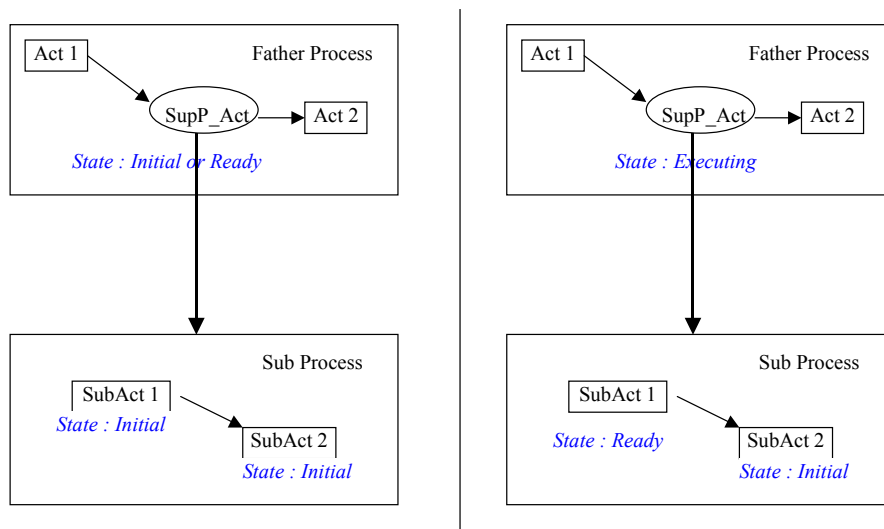 Act 1
Father Process
SupP_Act
Act 2
State : Initial or Ready
Sub Process
SubAct 1
State : Initial
SubAct 2
State : Initial
Act 1
Father Process
SupP_Act
Act 2
State : Executing
Sub Process
SubAct 1
State : Ready
SubAct 2
State : Initial